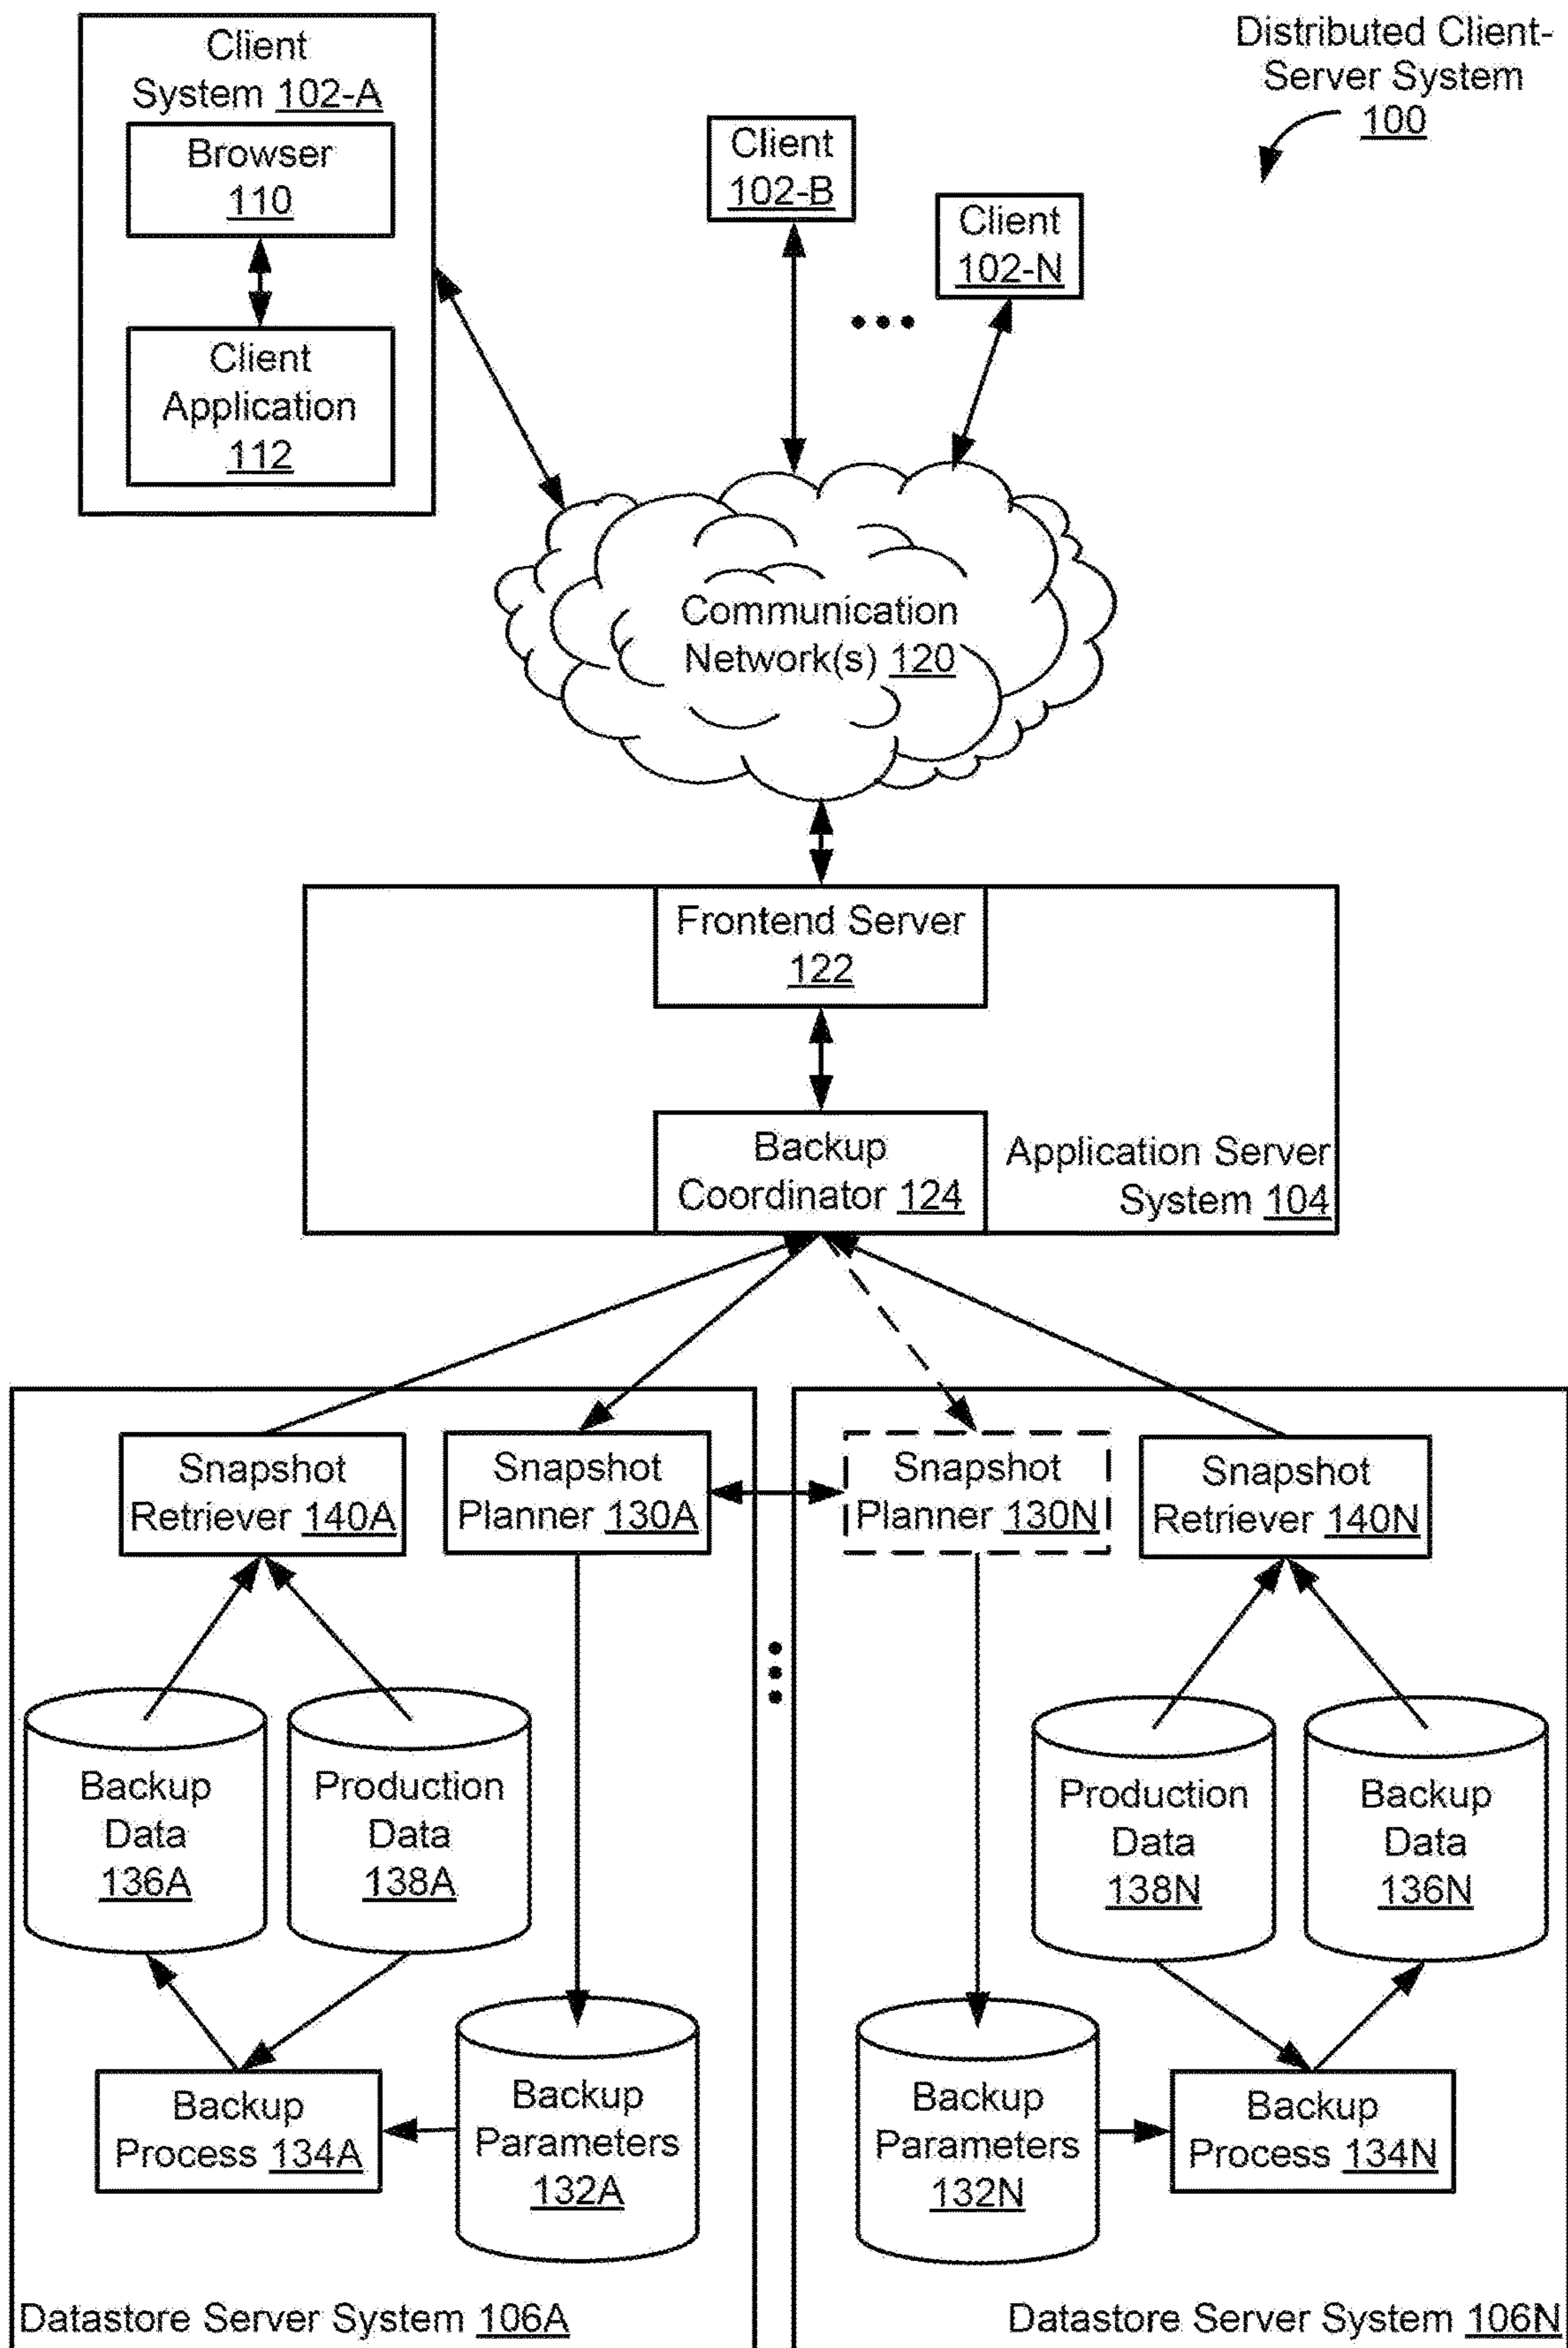 Distributed Client-
Server System
100
Client
System 102-A
Browser
110
Client
Application
112
Client
102-B
Client
102-N
Communication
Network(s) 120
Frontend Server
122
Backup
Coordinator 124
Application Server
System 104
Snapshot
Retriever 140A
Snapshot
Planner 130A
Snapshot
Planner 130N
Snapshot
Retriever 140N
Backup
Data
136A
Production
Data
138A
Production
Data
138N
Backup
Data
136N
Backup
Process 134A
Backup
Parameters
132A
Backup
Parameters
132N
Backup
Process 134N
Datastore Server System 106A
Datastore Server System 106N